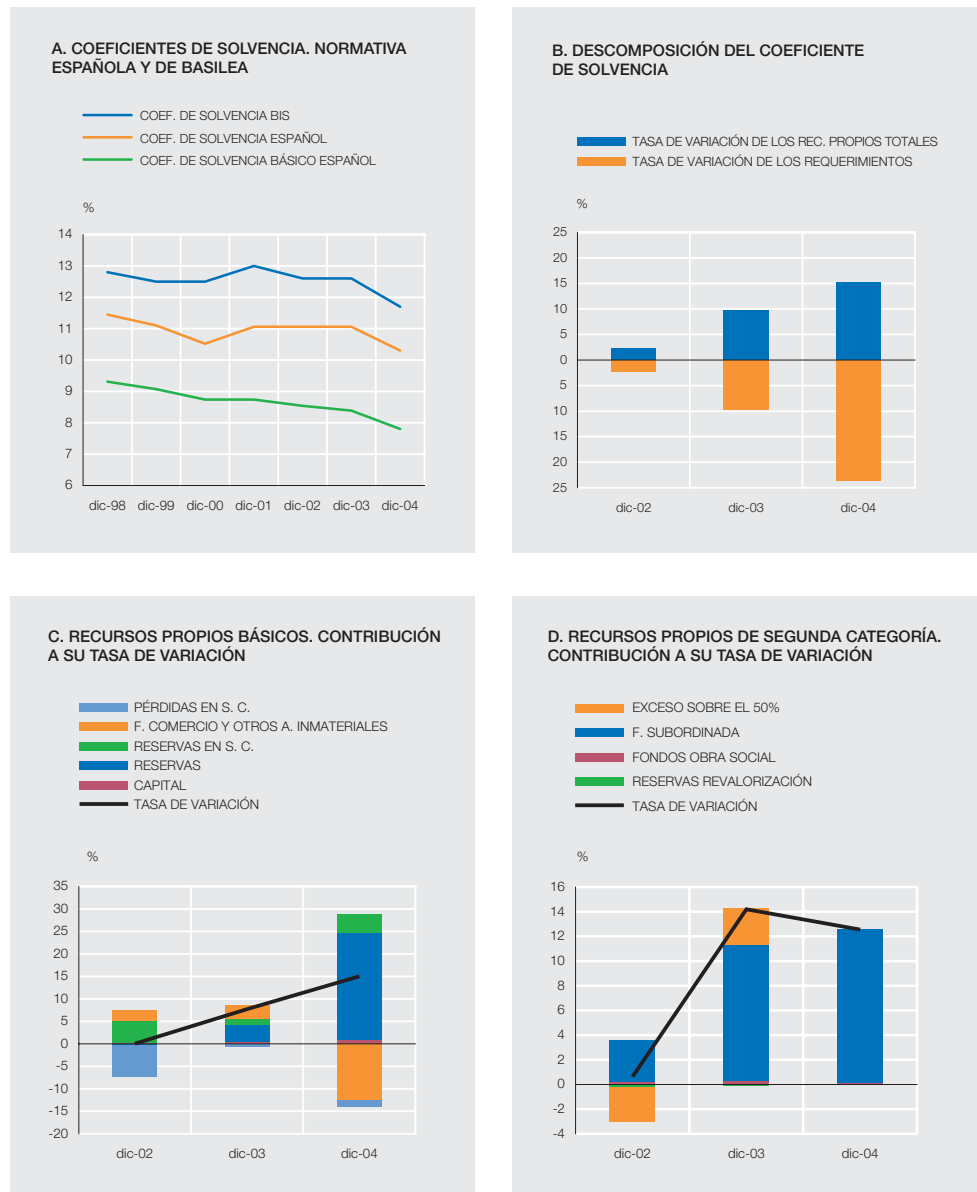 A. COEFICIENTES DE SOLVENCIA. NORMATIVA
ESPAÑOLA Y DE BASILEA
COEF. DE SOLVENCIA BIS
COEF. DE SOLVENCIA ESPAÑOL
COEF. DE SOLVENCIA BÁSICO ESPAÑOL
%
14
13
12
11
10
9
8
7
6
dic-98 dic-99 dic-00 dic-01 dic-02 dic-03 dic-04
B. DESCOMPOSICIÓN DEL COEFICIENTE
DE SOLVENCIA
TASA DE VARIACIÓN DE LOS REC. PROPIOS TOTALES
TASA DE VARIACIÓN DE LOS REQUERIMIENTOS
%
25
20
15
10
5
0
5
10
15
20
25
dic-02 dic-03 dic-04
C. RECURSOS PROPIOS BÁSICOS. CONTRIBUCIÓN
A SU TASA DE VARIACIÓN
PÉRDIDAS EN S. C.
F. COMERCIO Y OTROS A. INMATERIALES
RESERVAS EN S. C.
RESERVAS
CAPITAL
TASA DE VARIACIÓN
%
35
30
25
20
15
10
5
0
-5
-10
-15
-20
dic-02 dic-03 dic-04
D. RECURSOS PROPIOS DE SEGUNDA CATEGORÍA.
CONTRIBUCIÓN A SU TASA DE VARIACIÓN
EXCESO SOBRE EL 50%
F. SUBORDINADA
FONDOS OBRA SOCIAL
RESERVAS REVALORIZACIÓN
TASA DE VARIACIÓN
%
16
14
12
10
8
6
4
2
0
-2
-4
dic-02 dic-03 dic-04